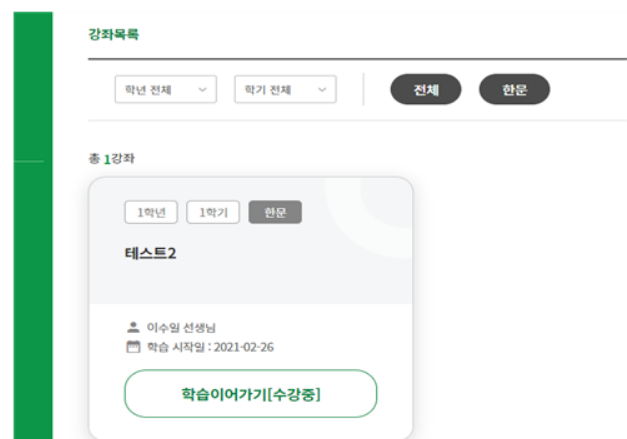 강좌목록
학년 전체 학기 전체 전체 한문
총 1강좌
1학년 1학기 한문
테스트2
이수일 선생님
학습 시작일 : 2021-02-26
학습이어가기[수강중]